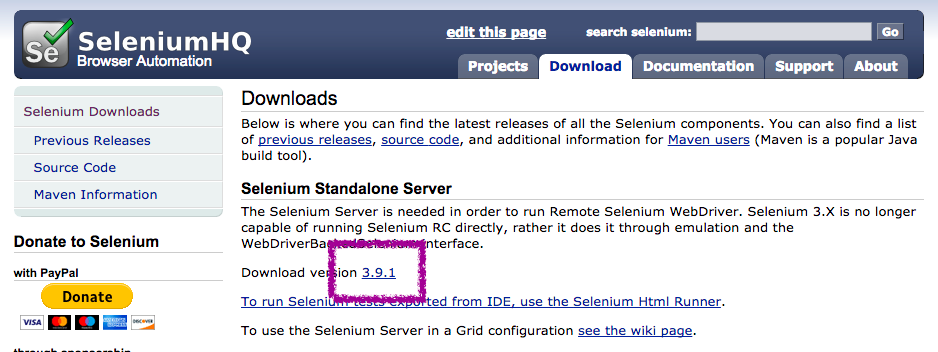 Se
SeleniumHQ
Browser Automation
edit this page
search selenium:
Go
Projects
Download
Documentation
Support
About
Selenium Downloads
Previous Releases
Source Code
Maven Information
Donate to Selenium
with PayPal
Donate
VISA
DISCOVER
Downloads
Below is where you can find the latest releases of all the Selenium components. You can also find a list
of previous releases, source code, and additional information for Maven users (Maven is a popular Java
build tool).
Selenium Standalone Server
The Selenium Server is needed in order to run Remote Selenium WebDriver. Selenium 3.X is no longer
capable of running Selenium RC directly, rather it does it through emulation and the
WebDriverBackedSelenium interface.
Download version 3.9.1
To run Selenium tests exported from IDE, use the Selenium Html Runner.
To use the Selenium Server in a Grid configuration see the wiki page.